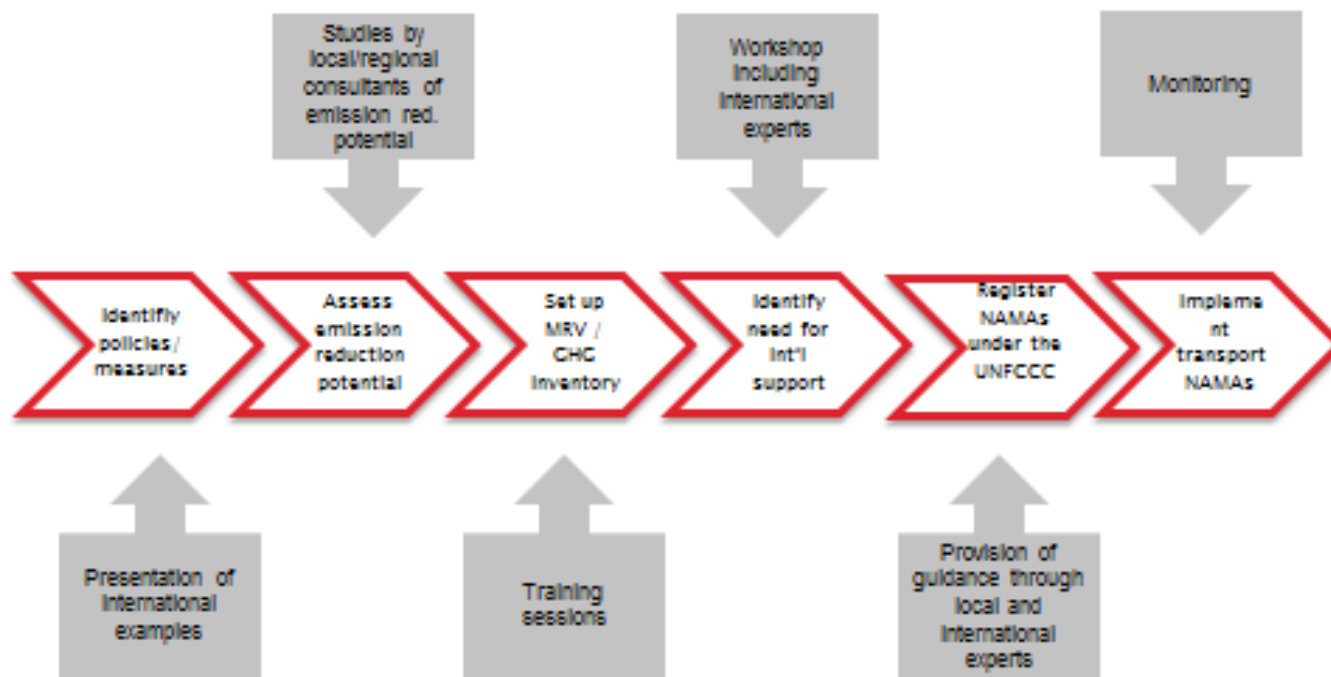 Studies by
local/regional
consultants of
emission red.
potential
Workshop
including
international
experts
Monitoring
Identifiy
policies/
measures
Assess
emission
reduction
potential
Set up
MRV /
GHG
Inventory
Identify
need for
int'l
support
Register
NAMAs
under the
UNFCCC
Impleme
nt
transport
NAMAs
Presentation of
international
examples
Training
sessions
Provision of
guidance through
local and
international
experts